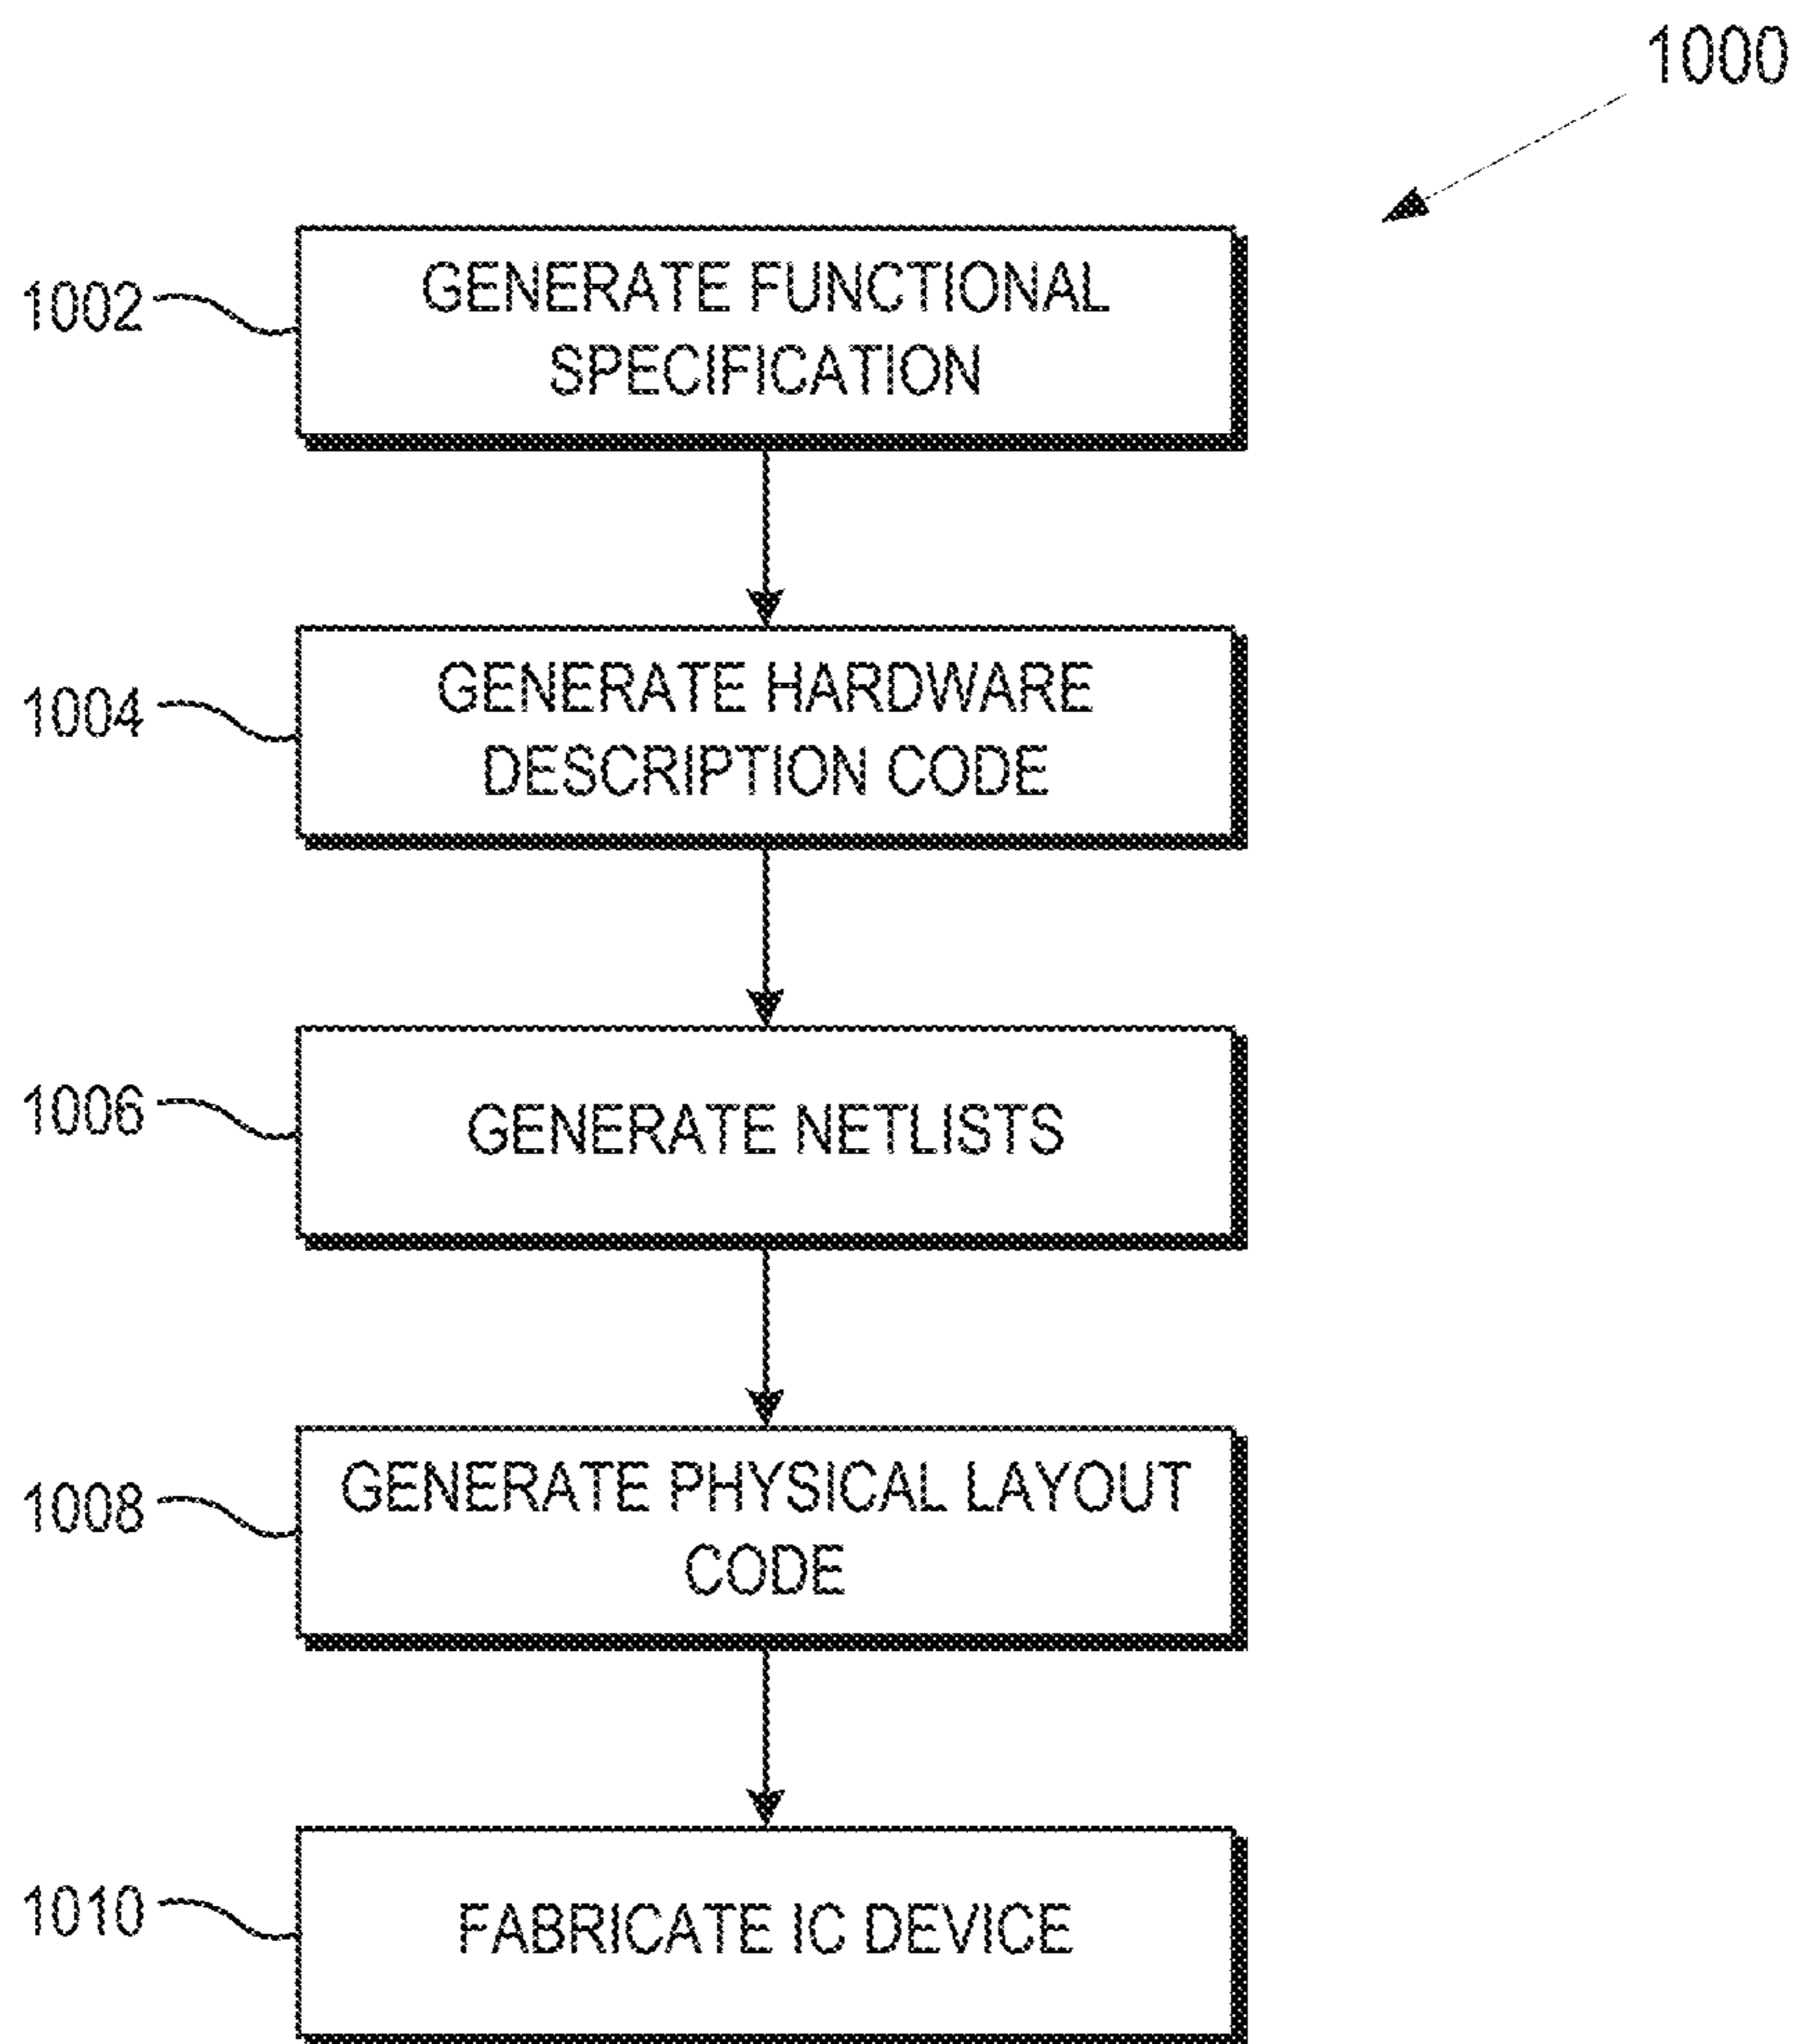 1000
1002
GENERATE FUNCTIONAL
SPECIFICATION
1004
GENERATE HARDWARE
DESCRIPTION CODE
1006
GENERATE NETLISTS
1008
GENERATE PHYSICAL LAYOUT
CODE
1010
FABRICATE IC DEVICE